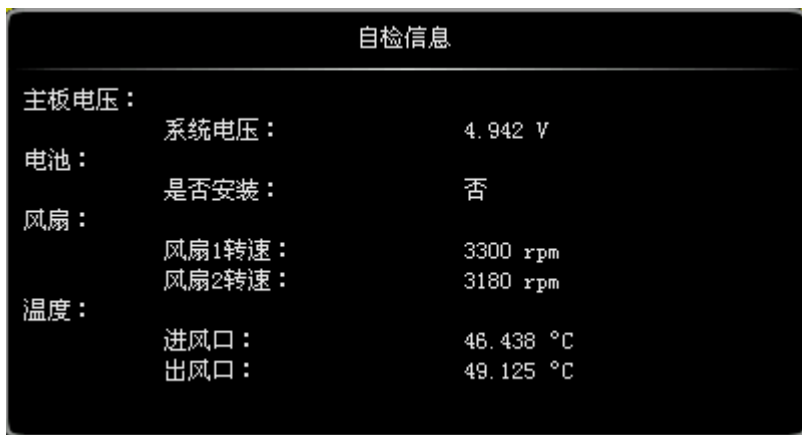 自检信息
主板电压：
系统电压： 4.942 V
电池：
是否安装： 否
风扇：
风扇1转速： 3300 rpm
风扇2转速： 3180 rpm
温度：
进风口： 46.438 °C
出风口： 49.125 °C